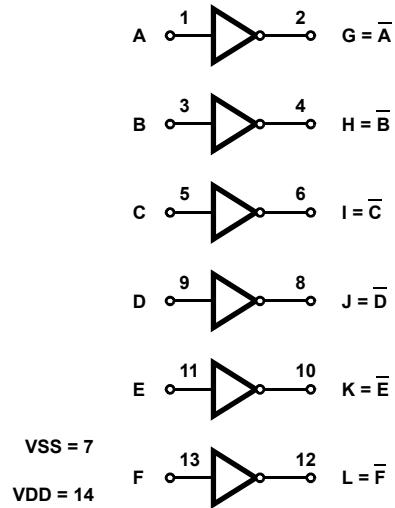 1 2
A G = A̅
3 4
B H = B̅
5 6
C I = C̅
9 8
D J = D̅
11 10
E K = E̅
VSS = 7
13 12
F L = F̅
VDD = 14